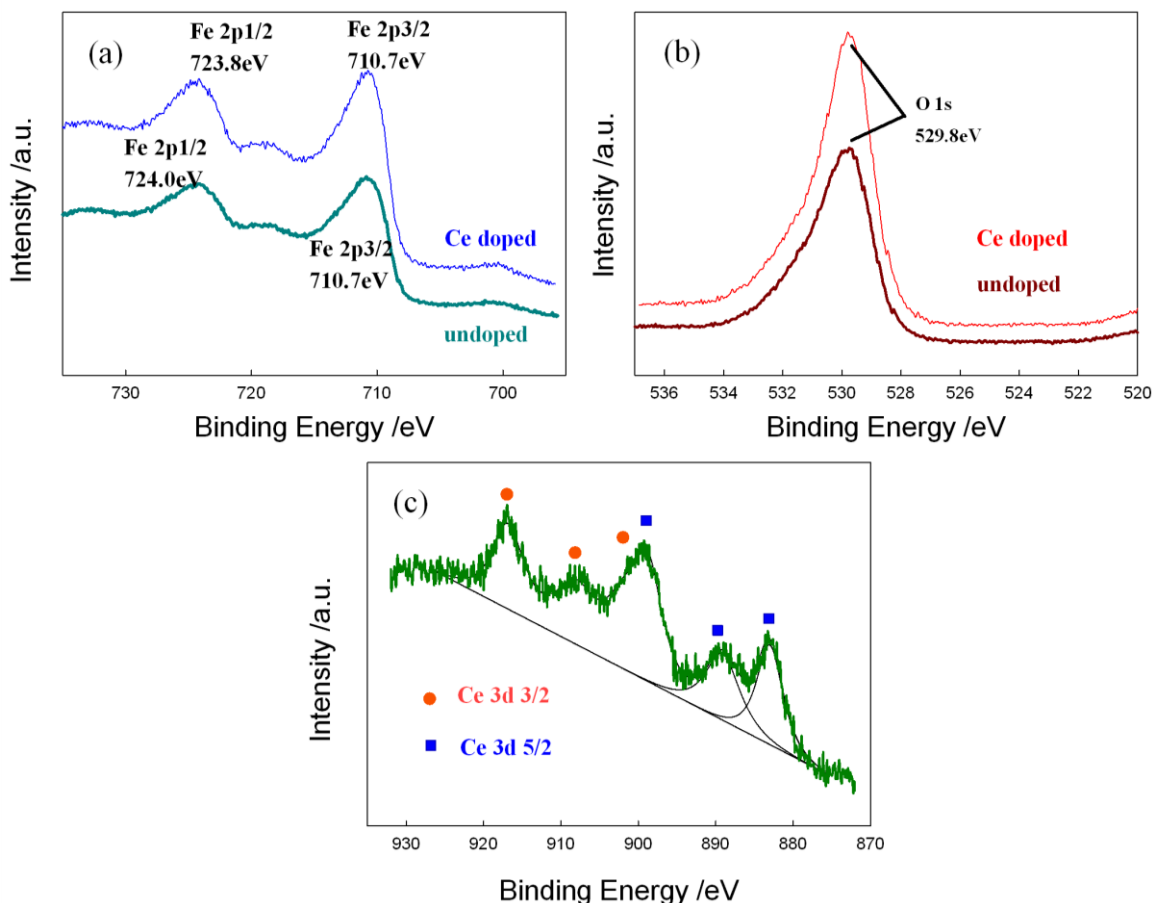 (a)
Fe 2p1/2
723.8eV
Fe 2p3/2
710.7eV
Fe 2p1/2
724.0eV
Fe 2p3/2
710.7eV
Ce doped
undoped
Intensity /a.u.
730 720 710 700
Binding Energy /eV
(b)
O 1s
529.8eV
Ce doped
undoped
Intensity /a.u.
536 534 532 530 528 526 524 522 520
Binding Energy /eV
(c)
Ce 3d 3/2
Ce 3d 5/2
Intensity /a.u.
930 920 910 900 890 880 870
Binding Energy /eV